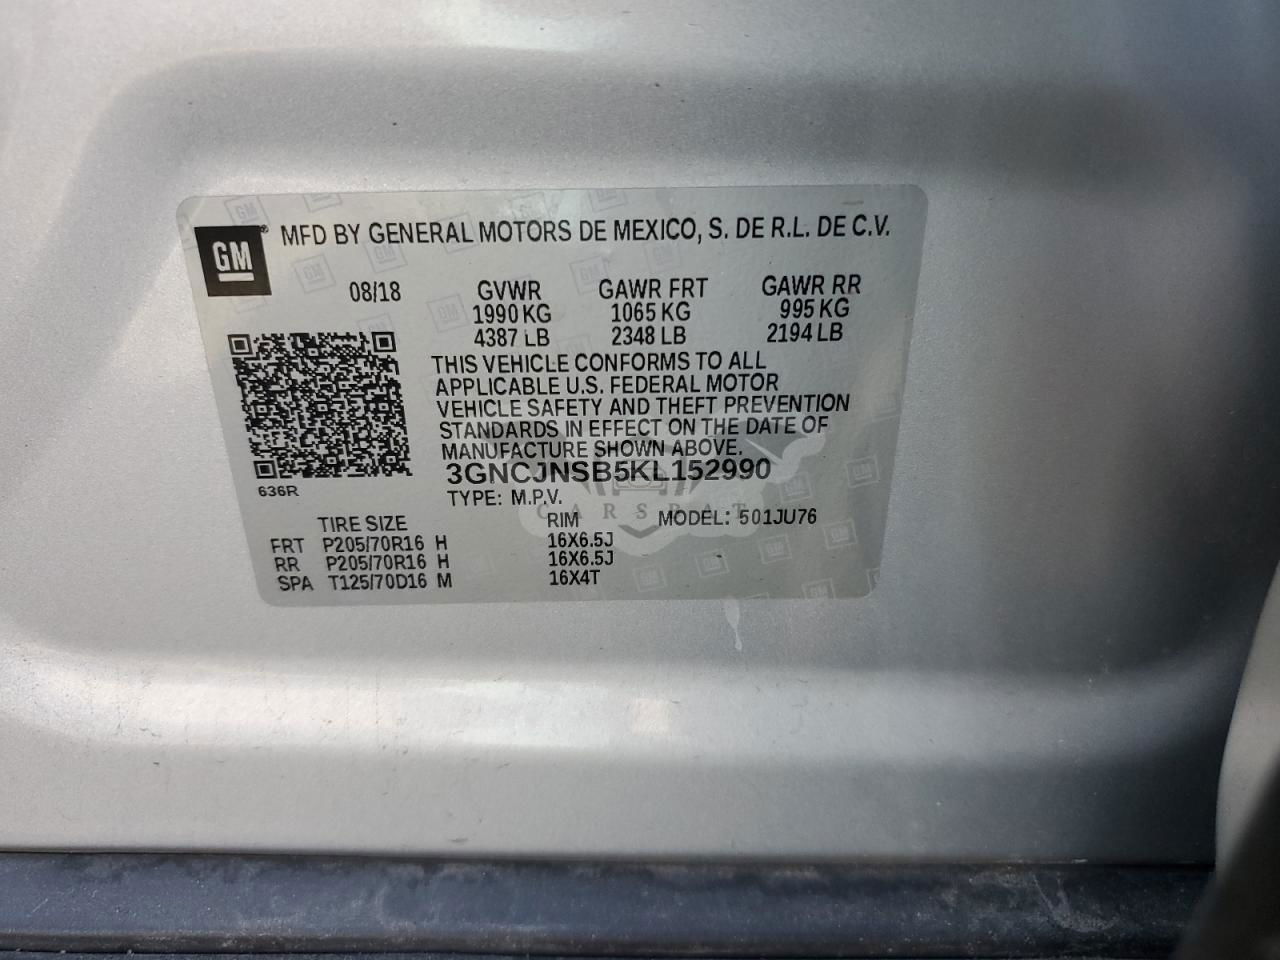 GM® MFD BY GENERAL MOTORS DE MEXICO, S. DE R.L. DE C.V.
08/18 GVWR GAWR FRT GAWR RR
1990 KG 1065 KG 995 KG
4387 LB 2348 LB 2194 LB
THIS VEHICLE CONFORMS TO ALL
APPLICABLE U.S. FEDERAL MOTOR
VEHICLE SAFETY AND THEFT PREVENTION
STANDARDS IN EFFECT ON THE DATE OF
MANUFACTURE SHOWN ABOVE.
3GNCJNSB5KL152990
636R TYPE: M.P.V.
CARSBAT
TIRE SIZE RIM MODEL: 501JU76
FRT P205/70R16 H 16X6.5J
RR P205/70R16 H 16X6.5J
SPA T125/70D16 M 16X4T